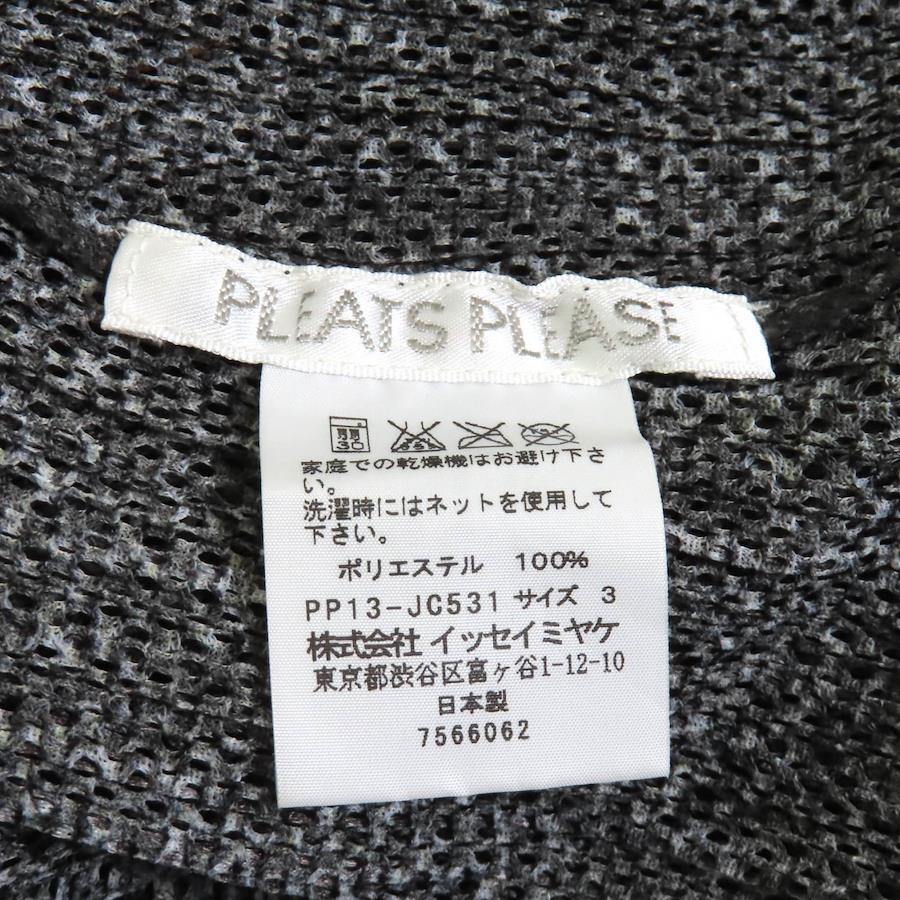 PLEATS PLEASE
家庭での乾燥機はお避け下さ
い。
洗濯時にはネットを使用して
下さい。
ポリエステル 100%
PP13-JC531 サイズ 3
株式会社 イッセイミヤケ
東京都渋谷区富ヶ谷1-12-10
日本製
7566062